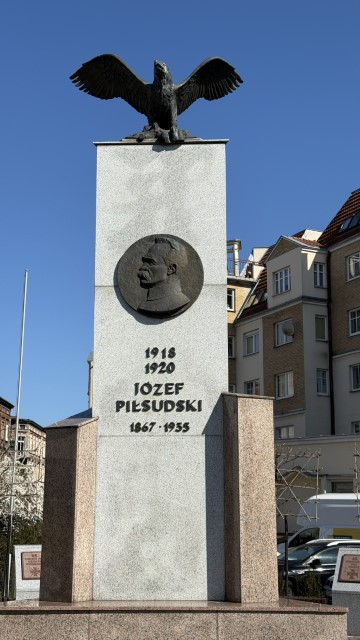 1918
1920
JÓZEF
PIŁSUDSKI
1867 · 1935